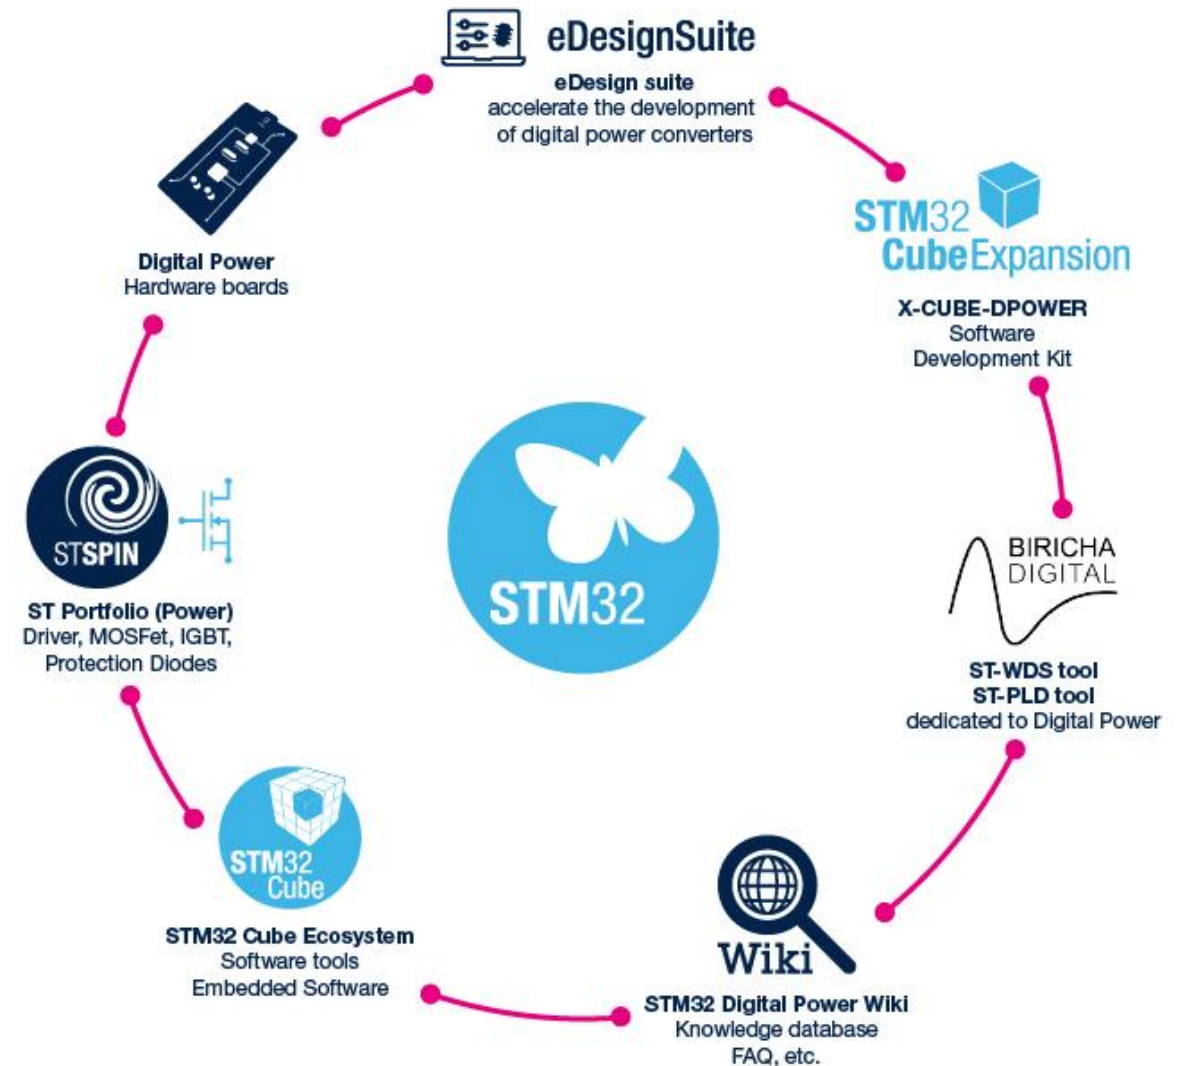 eDesignSuite
eDesign suite
accelerate the development
of digital power converters
STM32
CubeExpansion
X-CUBE-DPOWER
Software
Development Kit
BIRICHA
DIGITAL
ST-WDS tool
ST-PLD tool
dedicated to Digital Power
Wiki
STM32 Digital Power Wiki
Knowledge database
FAQ, etc.
STM32
Cube
STM32 Cube Ecosystem
Software tools
Embedded Software
STSPIN
ST Portfolio (Power)
Driver, MOSFet, IGBT,
Protection Diodes
Digital Power
Hardware boards
STM32